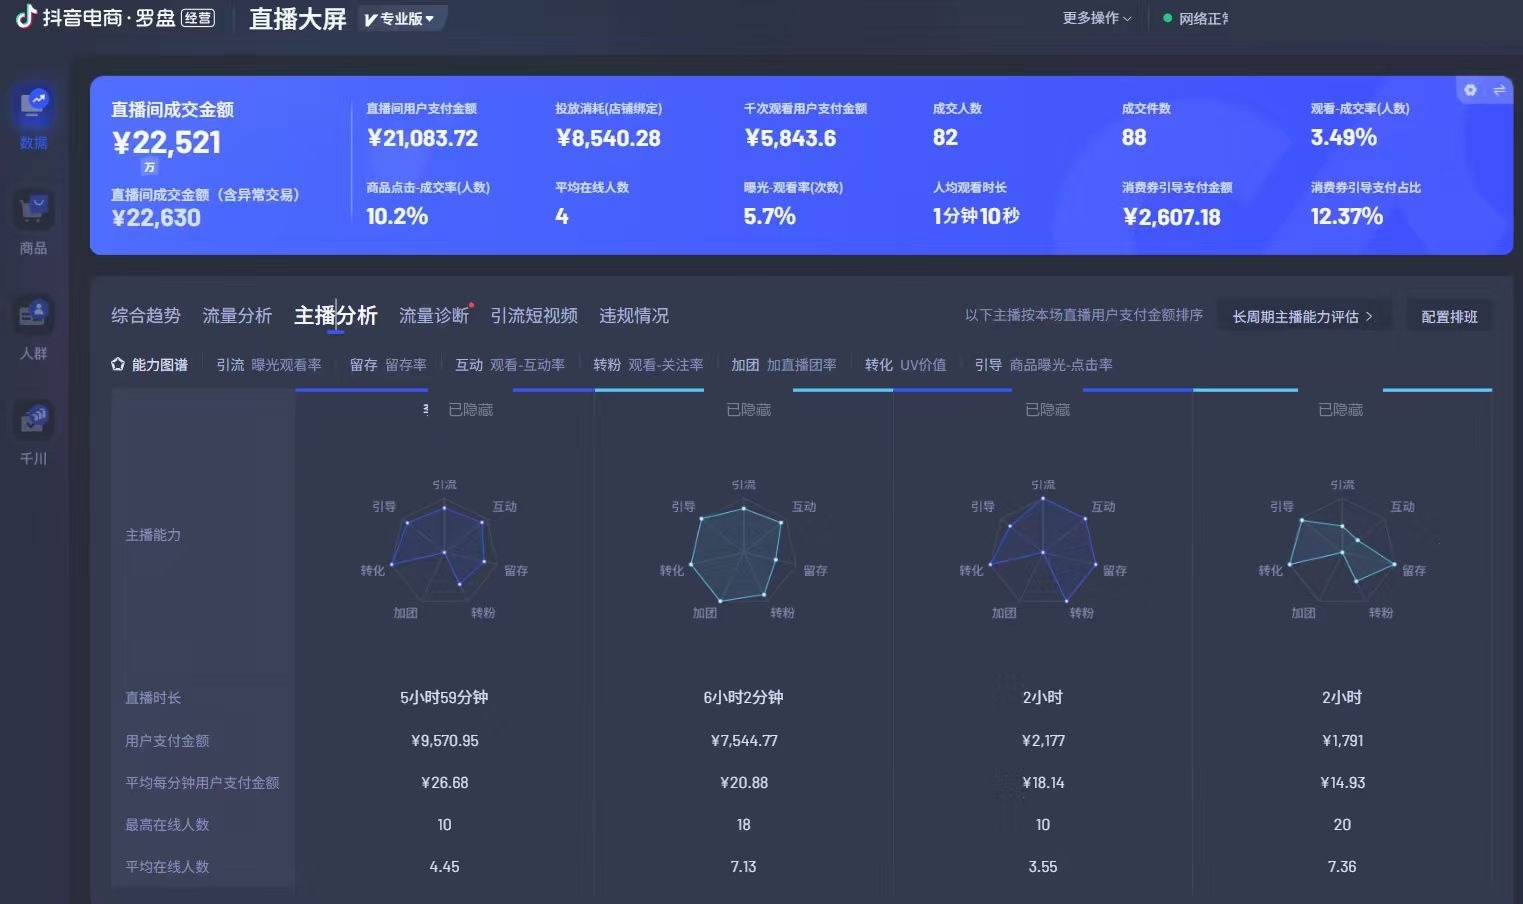 抖音电商·罗盘 经营 直播大屏 专业版 更多操作 网络正常
直播间成交金额
¥22,521
万
直播间成交金额（含异常交易）
¥22,630
直播间用户支付金额 投放消耗(店铺绑定) 千次观看用户支付金额 成交人数 成交件数 观看-成交率(人数)
¥21,083.72 ¥8,540.28 ¥5,843.6 82 88 3.49%
商品点击-成交率(人数) 平均在线人数 曝光-观看率(次数) 人均观看时长 消费券引导支付金额 消费券引导支付占比
10.2% 4 5.7% 1分钟10秒 ¥2,607.18 12.37%
数据
商品
人群
千川
综合趋势 流量分析 主播分析 流量诊断 引流短视频 违规情况 以下主播按本场直播用户支付金额排序 长周期主播能力评估 配置排班
能力图谱 引流 曝光观看率 留存 留存率 互动 观看-互动率 转粉 观看-关注率 加团 加直播团率 转化 UV价值 引导 商品曝光-点击率
已隐藏 已隐藏 已隐藏 已隐藏
主播能力
引流 互动 留存 转粉 加团 转化 引导
引流 互动 留存 转粉 加团 转化 引导
引流 互动 留存 转粉 加团 转化 引导
引流 互动 留存 转粉 加团 转化 引导
直播时长 5小时59分钟 6小时2分钟 2小时 2小时
用户支付金额 ¥9,570.95 ¥7,544.77 ¥2,177 ¥1,791
平均每分钟用户支付金额 ¥26.68 ¥20.88 ¥18.14 ¥14.93
最高在线人数 10 18 10 20
平均在线人数 4.45 7.13 3.55 7.36